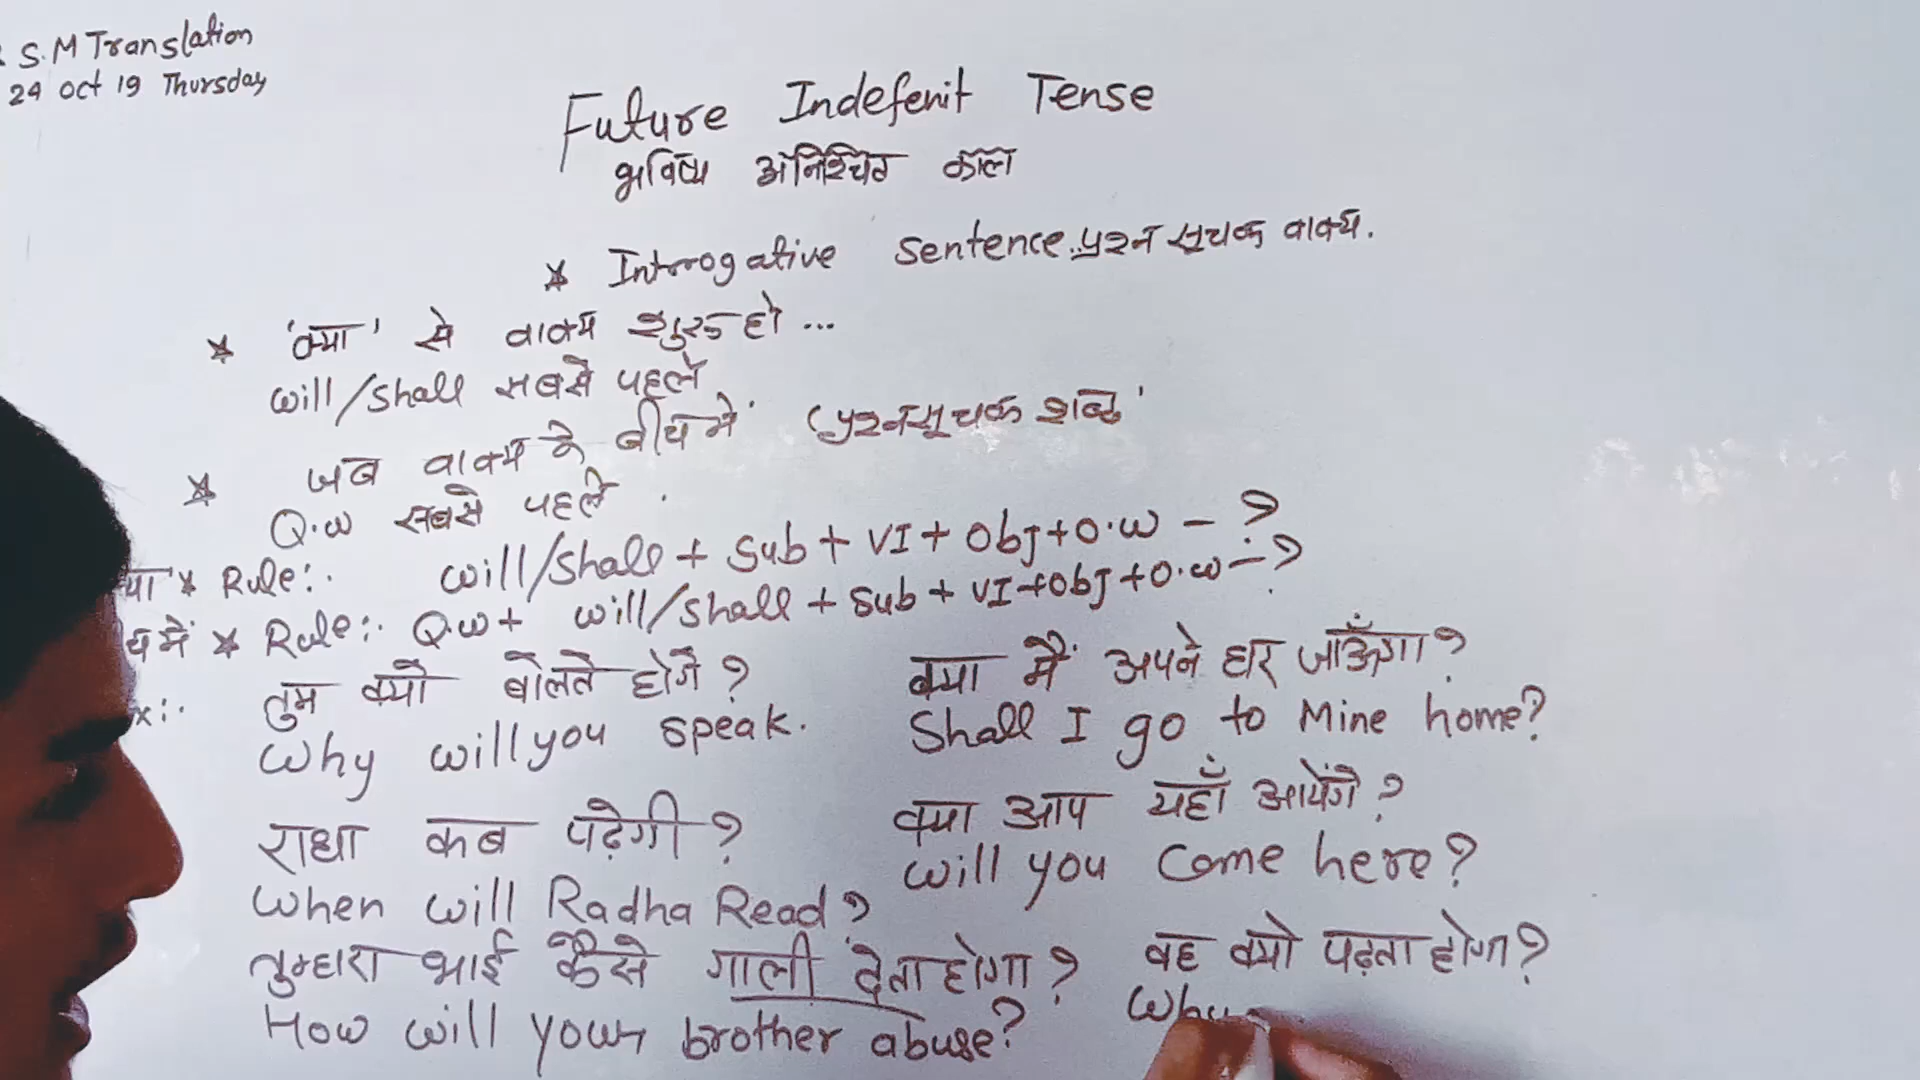 S.M Translation
24 Oct 19 Thursday
Future Indefenit Tense
भविष्य अनिश्चित काल
* Introgative Sentence..प्रश्न सूचक वाक्य.
* 'क्या' से वाक्य शुरू हो ...
will/shall सबसे पहले
* जब वाक्य के बीच में (प्रश्नसूचक शब्द'
Q.w सबसे पहले.
या * Rule:. will/shall + Sub + VI + Obj + O.w - ?
च में * Rule:. Q.w + will/shall + Sub + VI + Obj + O.w - ?
x:. तुम क्यों बोलते होगे ?
Why will you speak.
क्या मैं अपने घर जाऊँगा ?
Shall I go to Mine home?
राधा कब पढ़ेगी ?
When will Radha Read ?
क्या आप यहाँ आयेंगे ?
Will you Come here?
तुम्हारा भाई कैसे गाली देता होगा ?
How will your brother abuse?
वह क्यो पढ़ता होगा?
Why